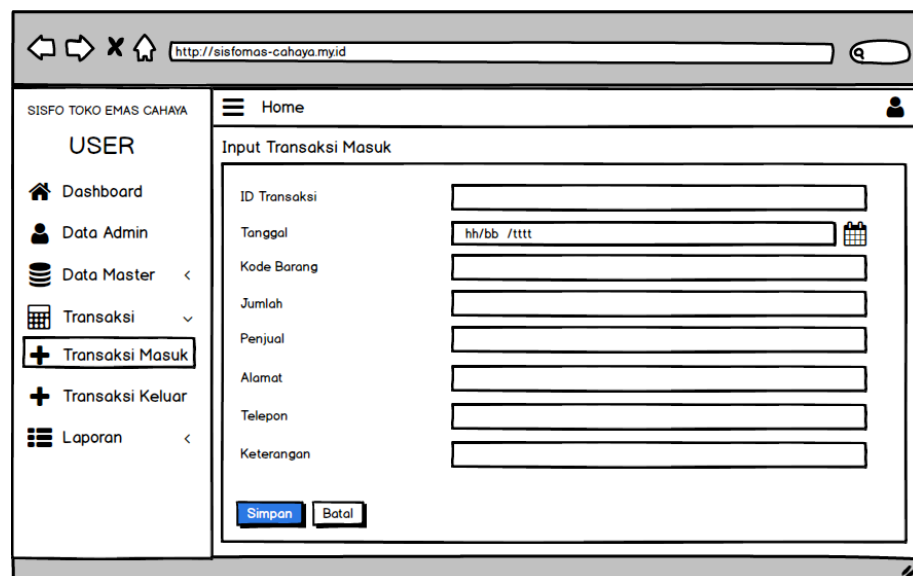 http://sisfomas-cahaya.my.id
SISFO TOKO EMAS CAHAYA
USER
Dashboard
Data Admin
Data Master <
Transaksi
Transaksi Masuk
Transaksi Keluar
Laporan <
Home
Input Transaksi Masuk
ID Transaksi
Tanggal hh/bb /tttt
Kode Barang
Jumlah
Penjual
Alamat
Telepon
Keterangan
Simpan Batal